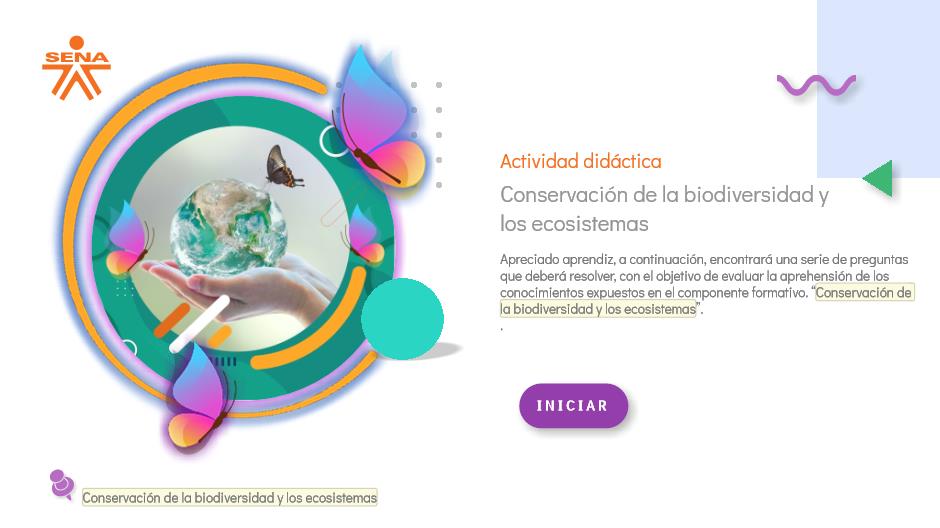 SENA
Actividad didáctica
Conservación de la biodiversidad y
los ecosistemas
Apreciado aprendiz, a continuación, encontrará una serie de preguntas
que deberá resolver, con el objetivo de evaluar la aprehensión de los
conocimientos expuestos en el componente formativo. “Conservación de
la biodiversidad y los ecosistemas”.
.
INICIAR
Conservación de la biodiversidad y los ecosistemas